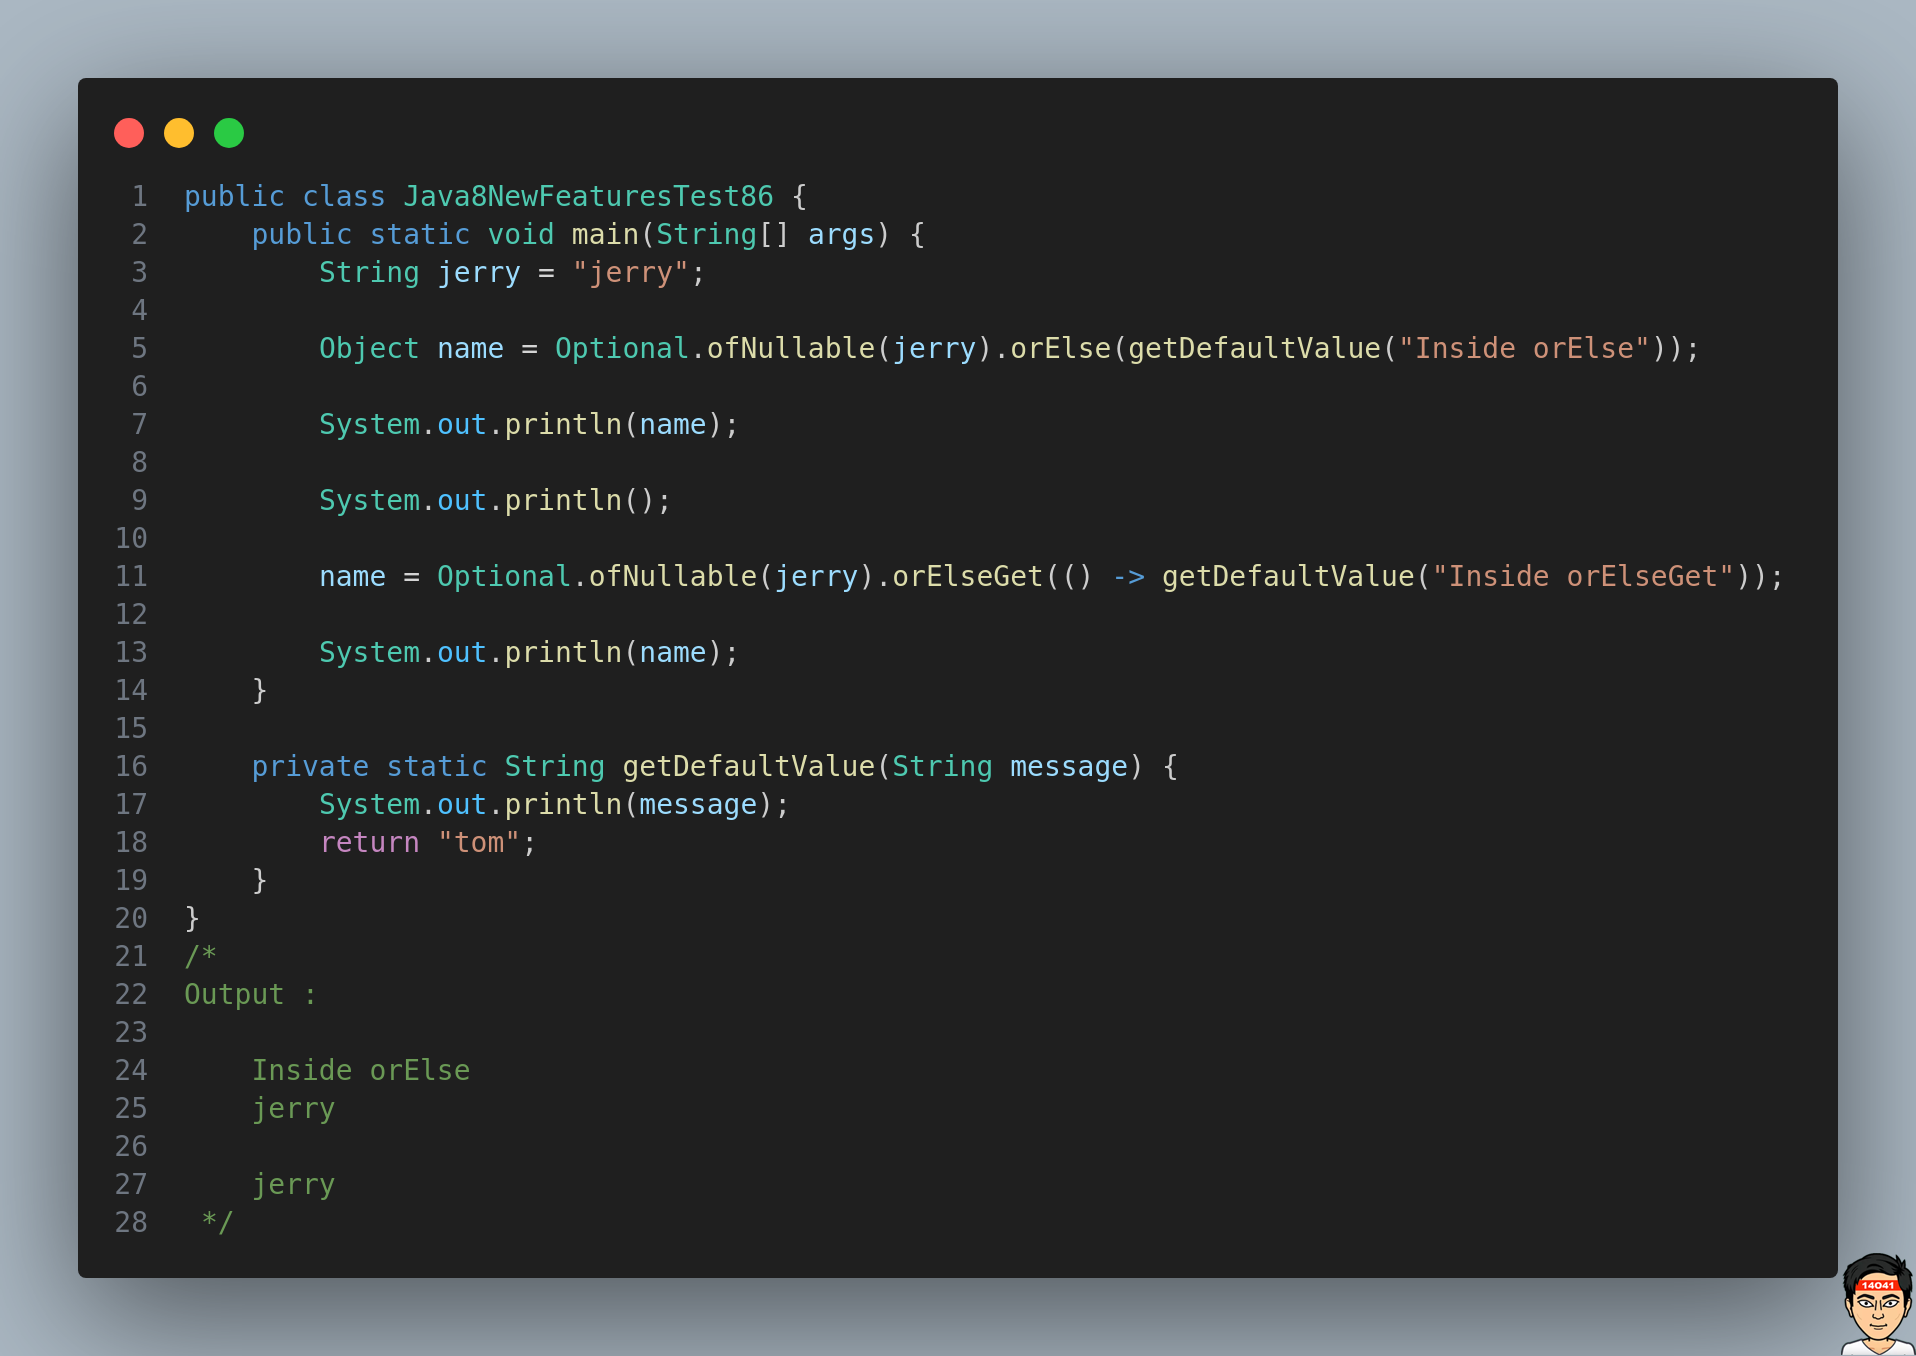 1 public class Java8NewFeaturesTest86 {
2     public static void main(String[] args) {
3         String jerry = "jerry";
4
5         Object name = Optional.ofNullable(jerry).orElse(getDefaultValue("Inside orElse"));
6
7         System.out.println(name);
8
9         System.out.println();
10
11         name = Optional.ofNullable(jerry).orElseGet(() -> getDefaultValue("Inside orElseGet"));
12
13         System.out.println(name);
14     }
15
16     private static String getDefaultValue(String message) {
17         System.out.println(message);
18         return "tom";
19     }
20 }
21 /*
22 Output :
23
24     Inside orElse
25     jerry
26
27     jerry
28  */
14041